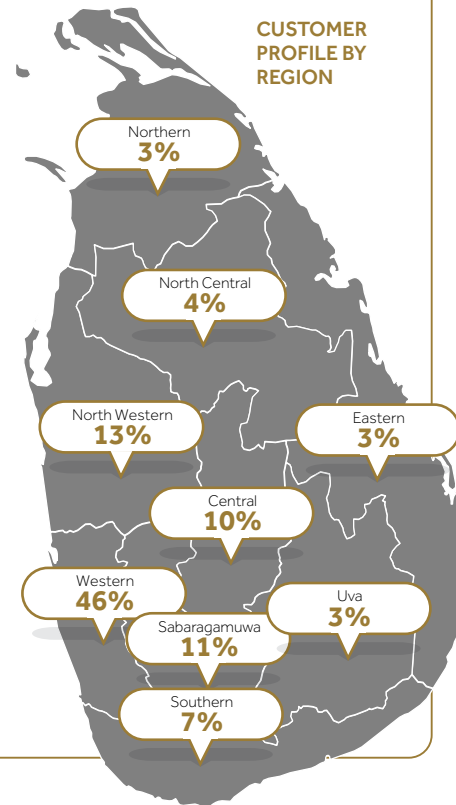 CUSTOMER
PROFILE BY
REGION
Northern
3%
North Central
4%
North Western
13%
Eastern
3%
Central
10%
Western
46%
Uva
3%
Sabaragamuwa
11%
Southern
7%